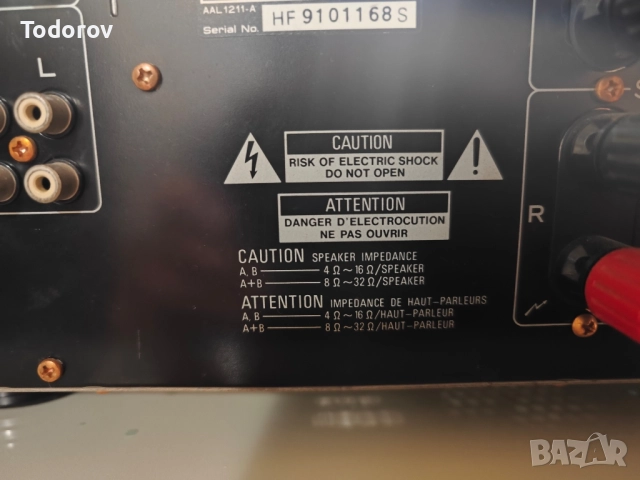 Todorov
AAL1211-A
Serial No. HF 9101168 S
L
CAUTION
RISK OF ELECTRIC SHOCK
DO NOT OPEN
ATTENTION
DANGER D'ELECTROCUTION
NE PAS OUVRIR
R
CAUTION SPEAKER IMPEDANCE
A, B 4 Ω ~ 16 Ω/SPEAKER
A+B 8 Ω ~ 32 Ω/SPEAKER
ATTENTION IMPEDANCE DE HAUT-PARLEURS
A, B 4 Ω ~ 16 Ω/HAUT-PARLEUR
A+B 8 Ω ~ 32 Ω/HAUT-PARLEUR
BAZAR